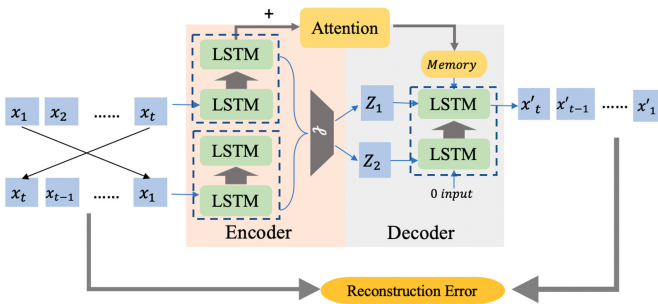 +
Attention
LSTM
LSTM
Memory
x₁ x₂ ...... xₜ
Z₁
LSTM
x′ₜ x′ₜ₋₁ ...... x′₁
LSTM
Z₂
LSTM
xₜ xₜ₋₁ ...... x₁
LSTM
0 input
Encoder
Decoder
Reconstruction Error